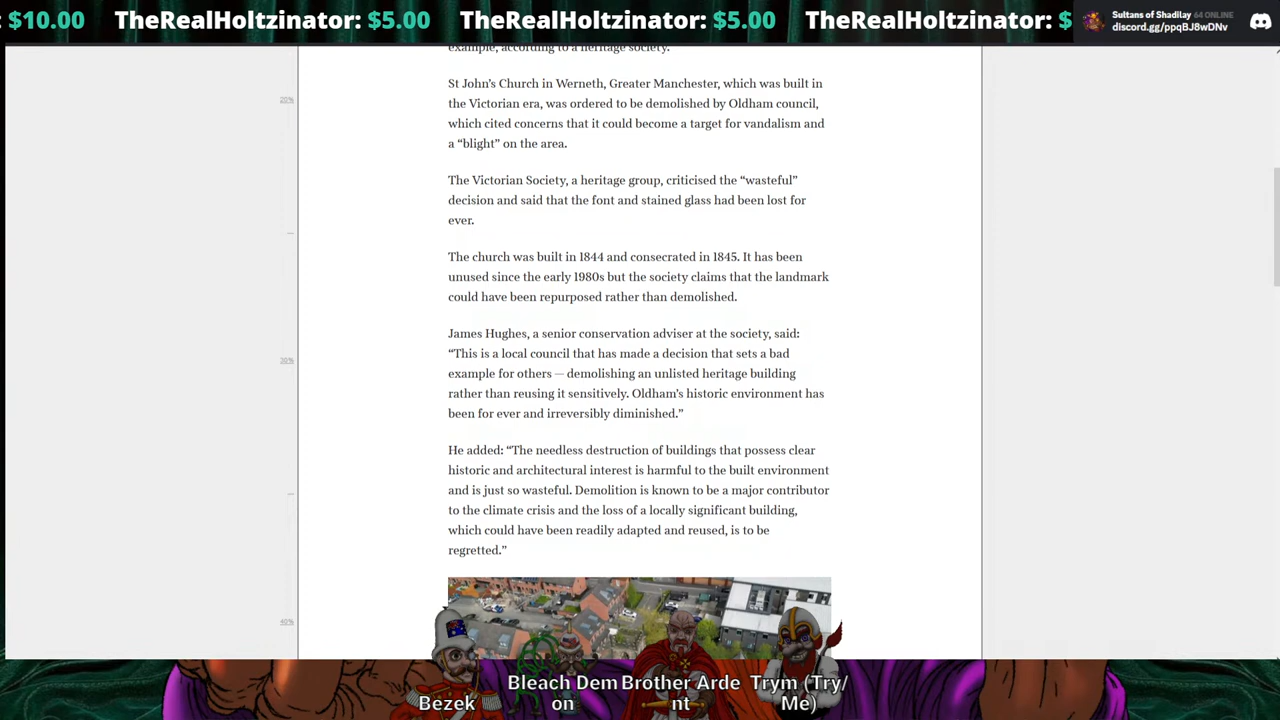 $10.00 TheRealHoltzinator: $5.00 TheRealHoltzinator: $5.00 TheRealHoltzinator: $
Sultans of Shadilay 64 ONLINE
discord.gg/ppqBJ8wDNv
example, according to a heritage society.
20%
St John’s Church in Werneth, Greater Manchester, which was built in
the Victorian era, was ordered to be demolished by Oldham council,
which cited concerns that it could become a target for vandalism and
a “blight” on the area.
The Victorian Society, a heritage group, criticised the “wasteful”
decision and said that the font and stained glass had been lost for
ever.
The church was built in 1844 and consecrated in 1845. It has been
unused since the early 1980s but the society claims that the landmark
could have been repurposed rather than demolished.
James Hughes, a senior conservation adviser at the society, said:
30%
“This is a local council that has made a decision that sets a bad
example for others — demolishing an unlisted heritage building
rather than reusing it sensitively. Oldham’s historic environment has
been for ever and irreversibly diminished.”
He added: “The needless destruction of buildings that possess clear
historic and architectural interest is harmful to the built environment
and is just so wasteful. Demolition is known to be a major contributor
to the climate crisis and the loss of a locally significant building,
which could have been readily adapted and reused, is to be
regretted.”
40%
Bezek
Bleach Dem
on
Brother Arde
nt
Trym (Try/
Me)